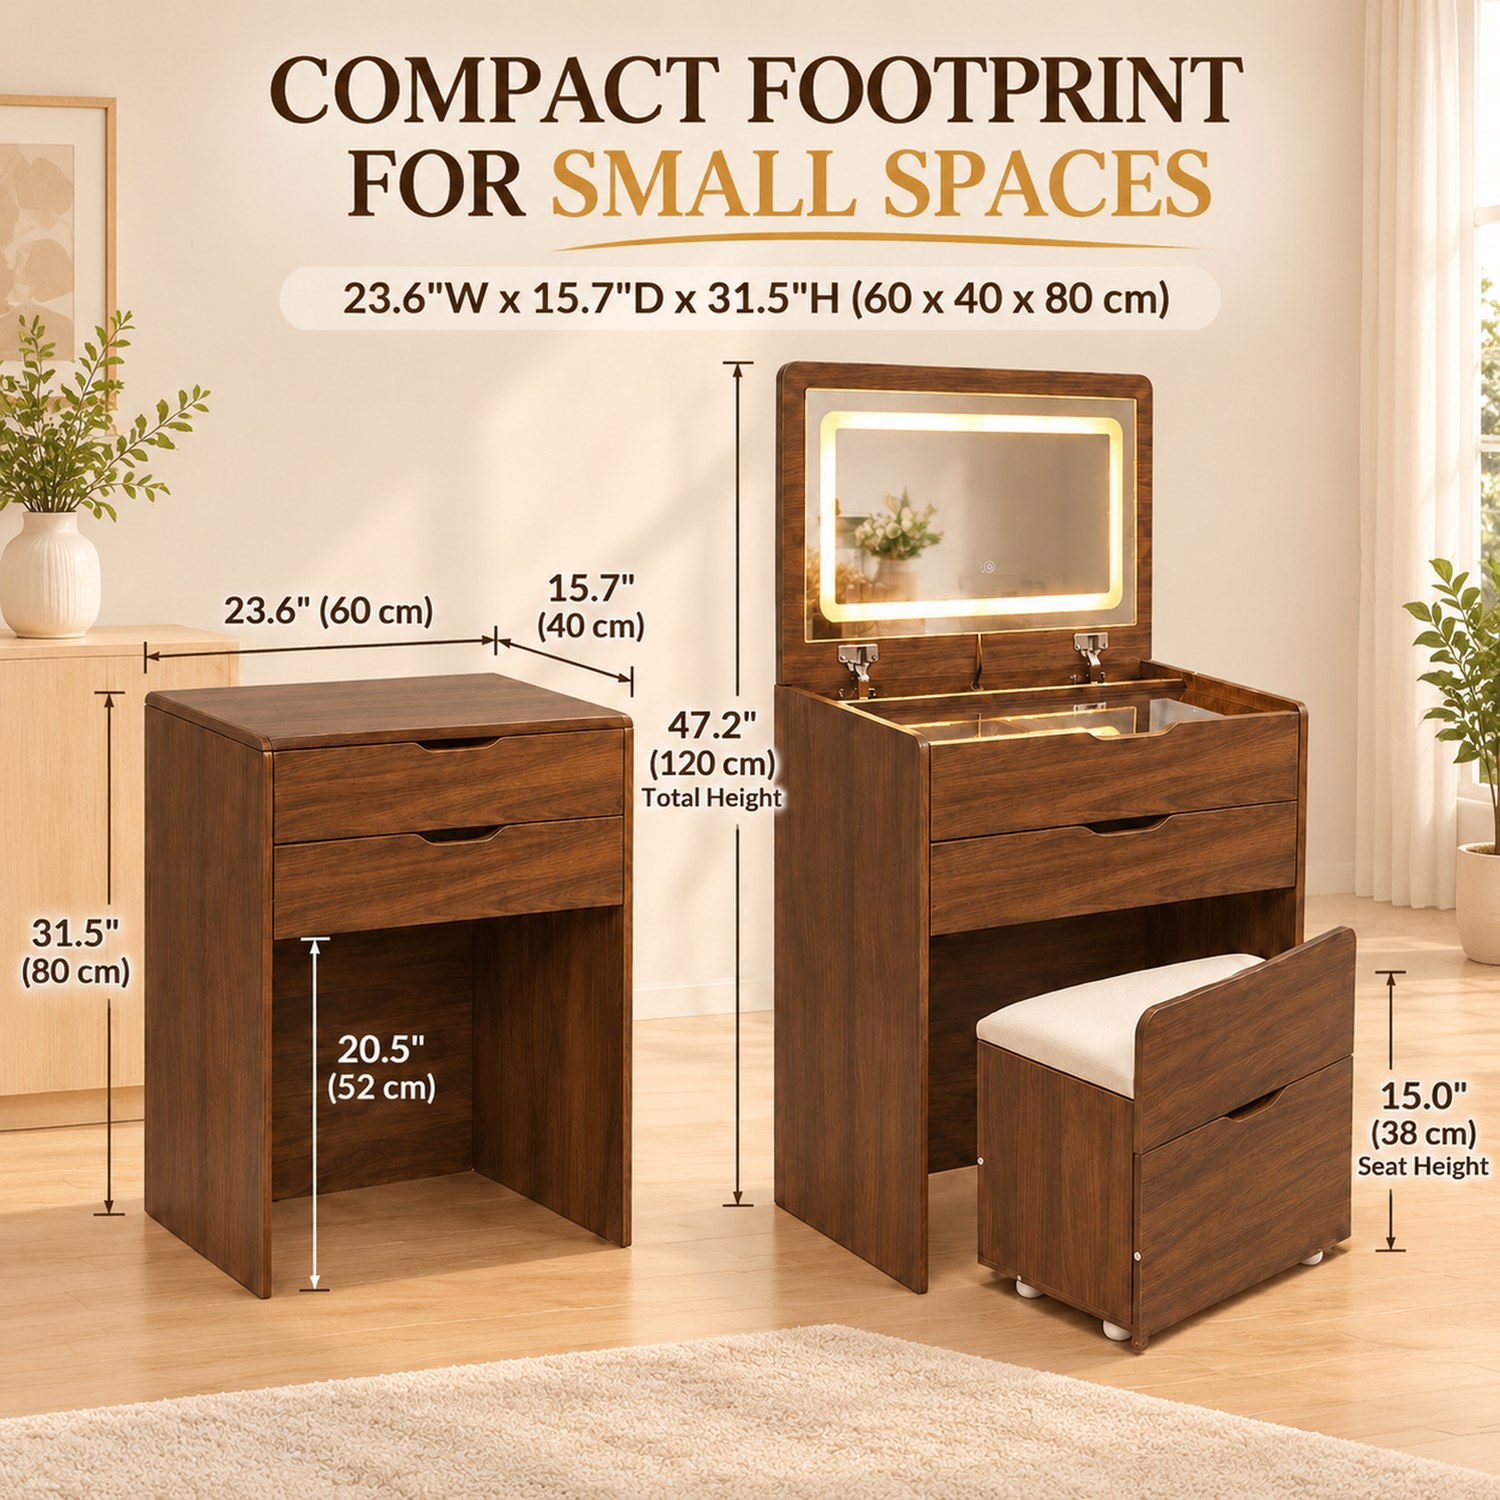 COMPACT FOOTPRINT
FOR SMALL SPACES
23.6"W x 15.7"D x 31.5"H (60 x 40 x 80 cm)
23.6" (60 cm)
15.7"
(40 cm)
47.2"
(120 cm)
Total Height
31.5"
(80 cm)
20.5"
(52 cm)
15.0"
(38 cm)
Seat Height